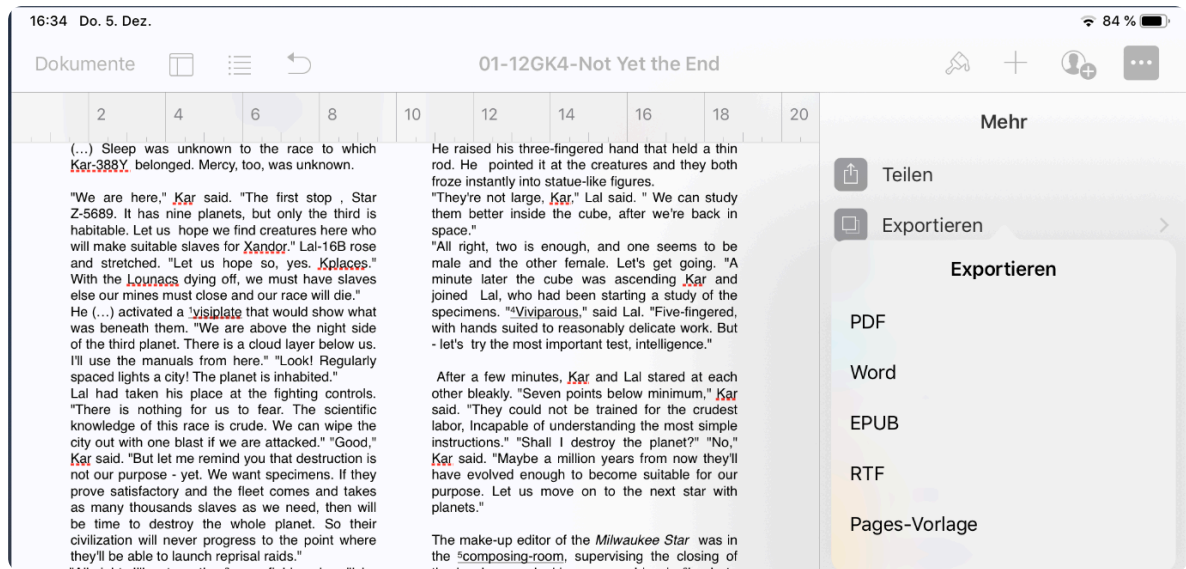 16:34 Do. 5. Dez.
84 %
Dokumente
01-12GK4-Not Yet the End
2 4 6 8 10 12 14 16 18 20
(...) Sleep was unknown to the race to which
Kar-388Y belonged. Mercy, too, was unknown.
"We are here," Kar said. "The first stop , Star
Z-5689. It has nine planets, but only the third is
habitable. Let us hope we find creatures here who
will make suitable slaves for Xandor." Lal-16B rose
and stretched. "Let us hope so, yes. Kplaces."
With the Lounacs dying off, we must have slaves
else our mines must close and our race will die."
He (...) activated a ¹visiplate that would show what
was beneath them. "We are above the night side
of the third planet. There is a cloud layer below us.
I'll use the manuals from here." "Look! Regularly
spaced lights a city! The planet is inhabited."
Lal had taken his place at the fighting controls.
"There is nothing for us to fear. The scientific
knowledge of this race is crude. We can wipe the
city out with one blast if we are attacked." "Good,"
Kar said. "But let me remind you that destruction is
not our purpose - yet. We want specimens. If they
prove satisfactory and the fleet comes and takes
as many thousands slaves as we need, then will
be time to destroy the whole planet. So their
civilization will never progress to the point where
they'll be able to launch reprisal raids."
He raised his three-fingered hand that held a thin
rod. He pointed it at the creatures and they both
froze instantly into statue-like figures.
"They're not large, Kar," Lal said. " We can study
them better inside the cube, after we're back in
space."
"All right, two is enough, and one seems to be
male and the other female. Let's get going. "A
minute later the cube was ascending Kar and
joined Lal, who had been starting a study of the
specimens. "⁴Viviparous," said Lal. "Five-fingered,
with hands suited to reasonably delicate work. But
- let's try the most important test, intelligence."
After a few minutes, Kar and Lal stared at each
other bleakly. "Seven points below minimum," Kar
said. "They could not be trained for the crudest
labor, Incapable of understanding the most simple
instructions." "Shall I destroy the planet?" "No,"
Kar said. "Maybe a million years from now they'll
have evolved enough to become suitable for our
purpose. Let us move on to the next star with
planets."
The make-up editor of the Milwaukee Star was in
the ⁵composing-room, supervising the closing of
Mehr
Teilen
Exportieren
Exportieren
PDF
Word
EPUB
RTF
Pages-Vorlage